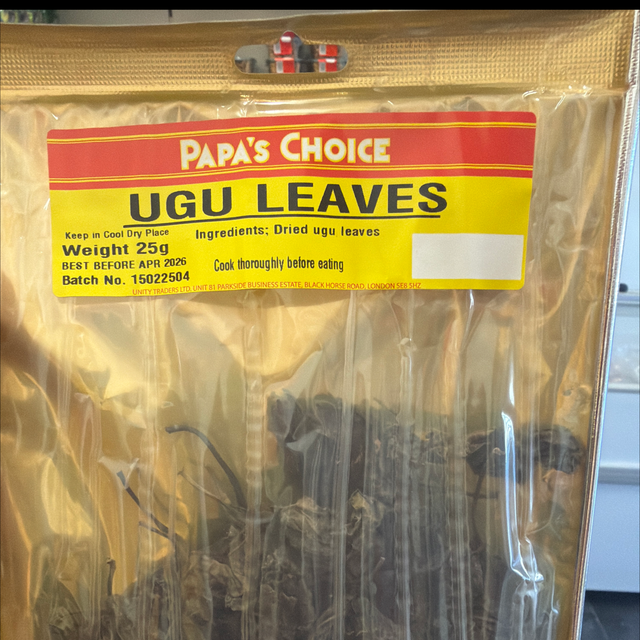 PAPA'S CHOICE
UGU LEAVES
Keep in Cool Dry Place
Ingredients; Dried ugu leaves
Weight 25g
BEST BEFORE APR 2026
Cook thoroughly before eating
Batch No. 15022504
UNITY TRADERS LTD, UNIT 81 PARKSIDE BUSINESS ESTATE, BLACK HORSE ROAD, LONDON SE8 5HZ